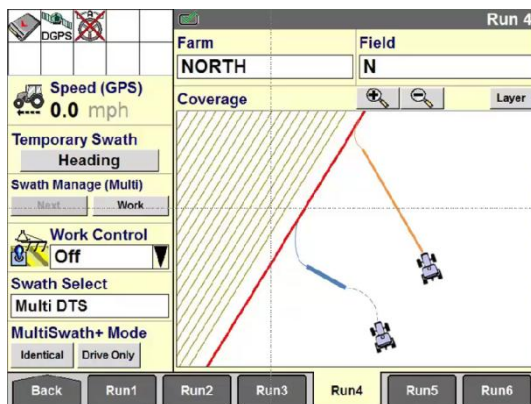 DGPS
Run 4
Farm
Field
NORTH
N
Speed (GPS)
0.0 mph
Coverage
Layer
Temporary Swath
Heading
Swath Manage (Multi)
Next
Work
Work Control
Off
Swath Select
Multi DTS
MultiSwath+ Mode
Identical
Drive Only
Back
Run1
Run2
Run3
Run4
Run5
Run6